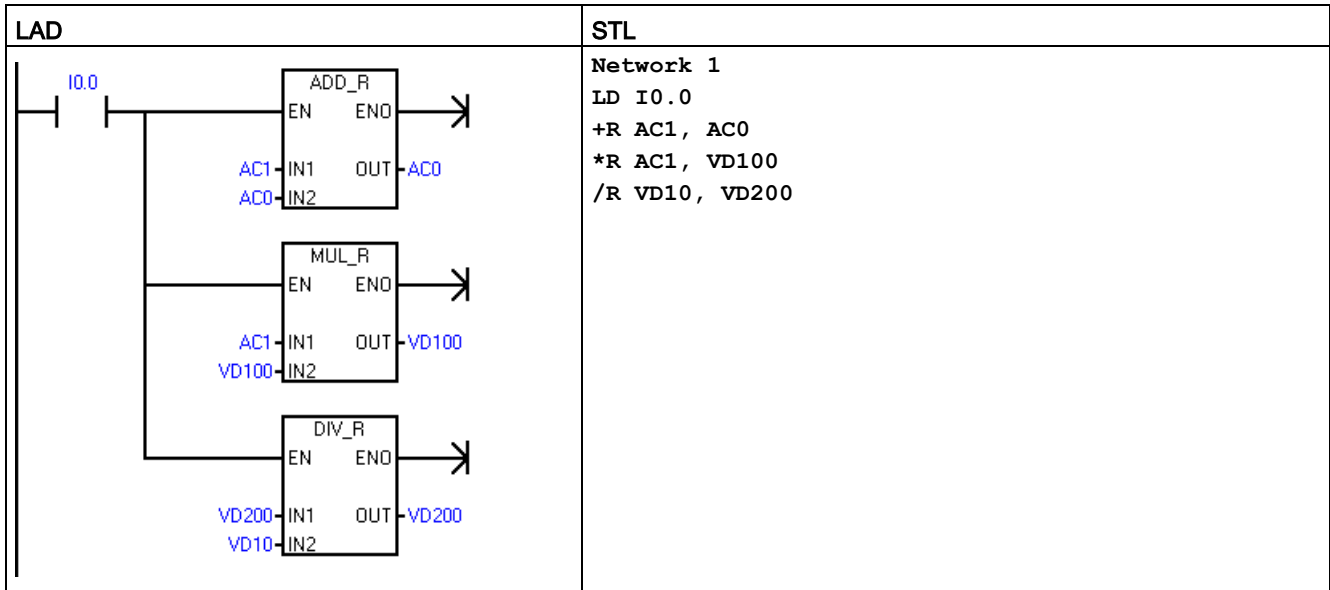 LAD
STL
I0.0
ADD_R
EN ENO
AC1 IN1 OUT AC0
AC0 IN2
MUL_R
EN ENO
AC1 IN1 OUT VD100
VD100 IN2
DIV_R
EN ENO
VD200 IN1 OUT VD200
VD10 IN2
Network 1
LD I0.0
+R AC1, AC0
*R AC1, VD100
/R VD10, VD200